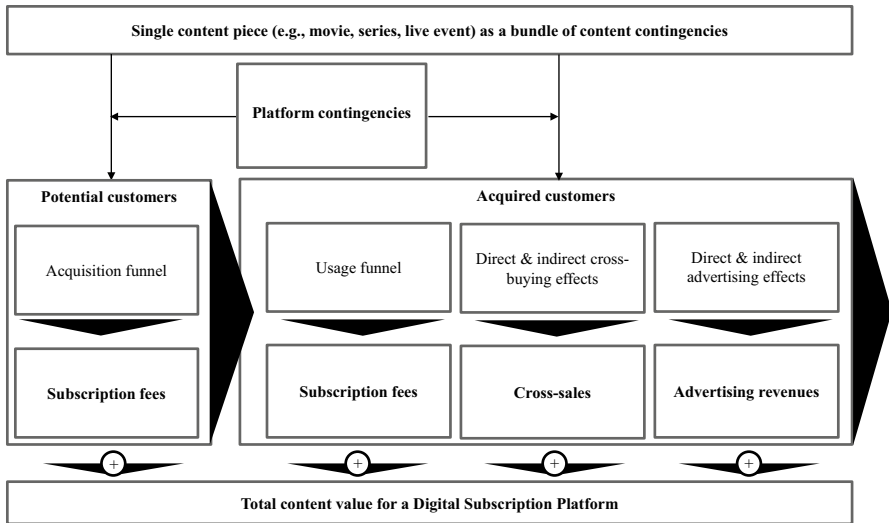 Single content piece (e.g., movie, series, live event) as a bundle of content contingencies
Platform contingencies
Potential customers
Acquired customers
Acquisition funnel
Usage funnel
Direct & indirect cross-
buying effects
Direct & indirect
advertising effects
Subscription fees
Subscription fees
Cross-sales
Advertising revenues
+
+
+
+
Total content value for a Digital Subscription Platform